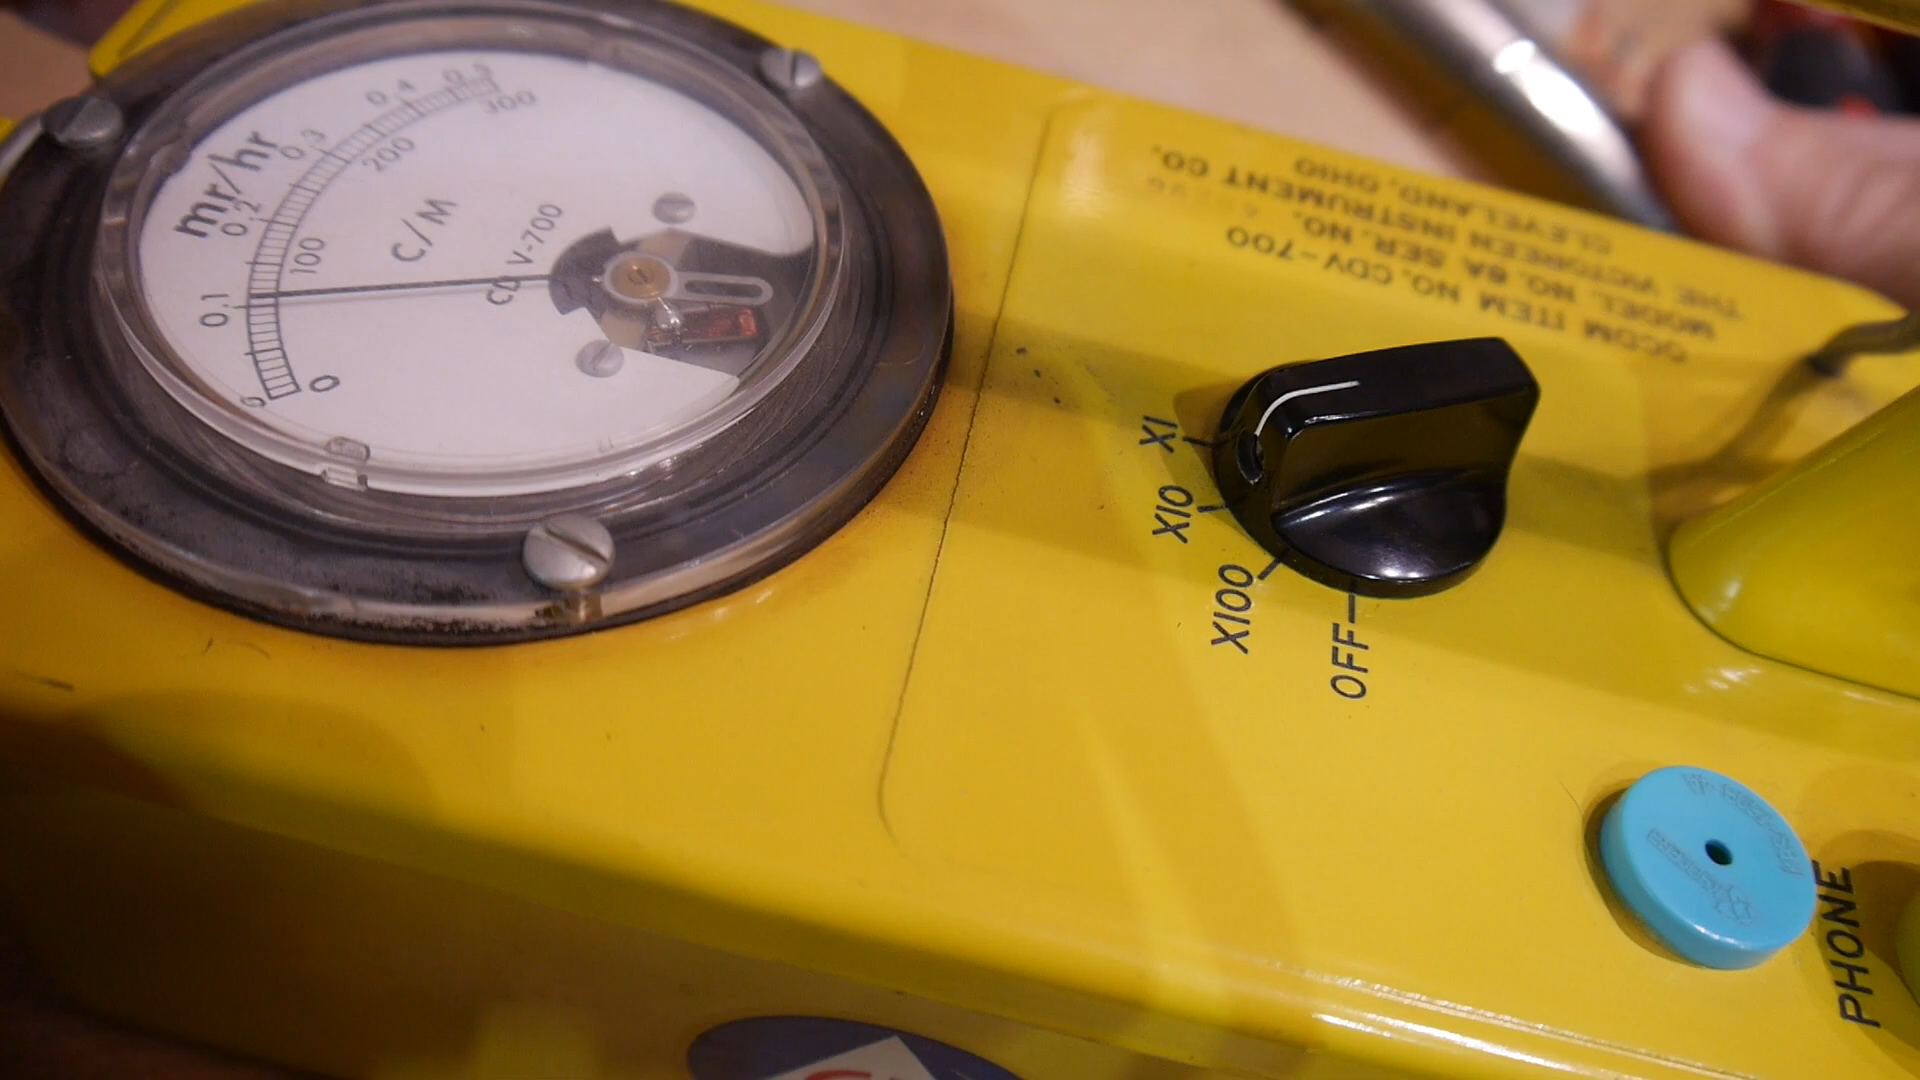 mr/hr
0 0.1 0.2 0.3 0.4
0 100 200 300
C/M
CD V-700
OCDM ITEM NO. CDV-700
MODEL NO. 6A SER. NO.
THE VICTOREEN INSTRUMENT CO.
CLEVELAND, OHIO
X1
X10
X100
OFF
PHONE